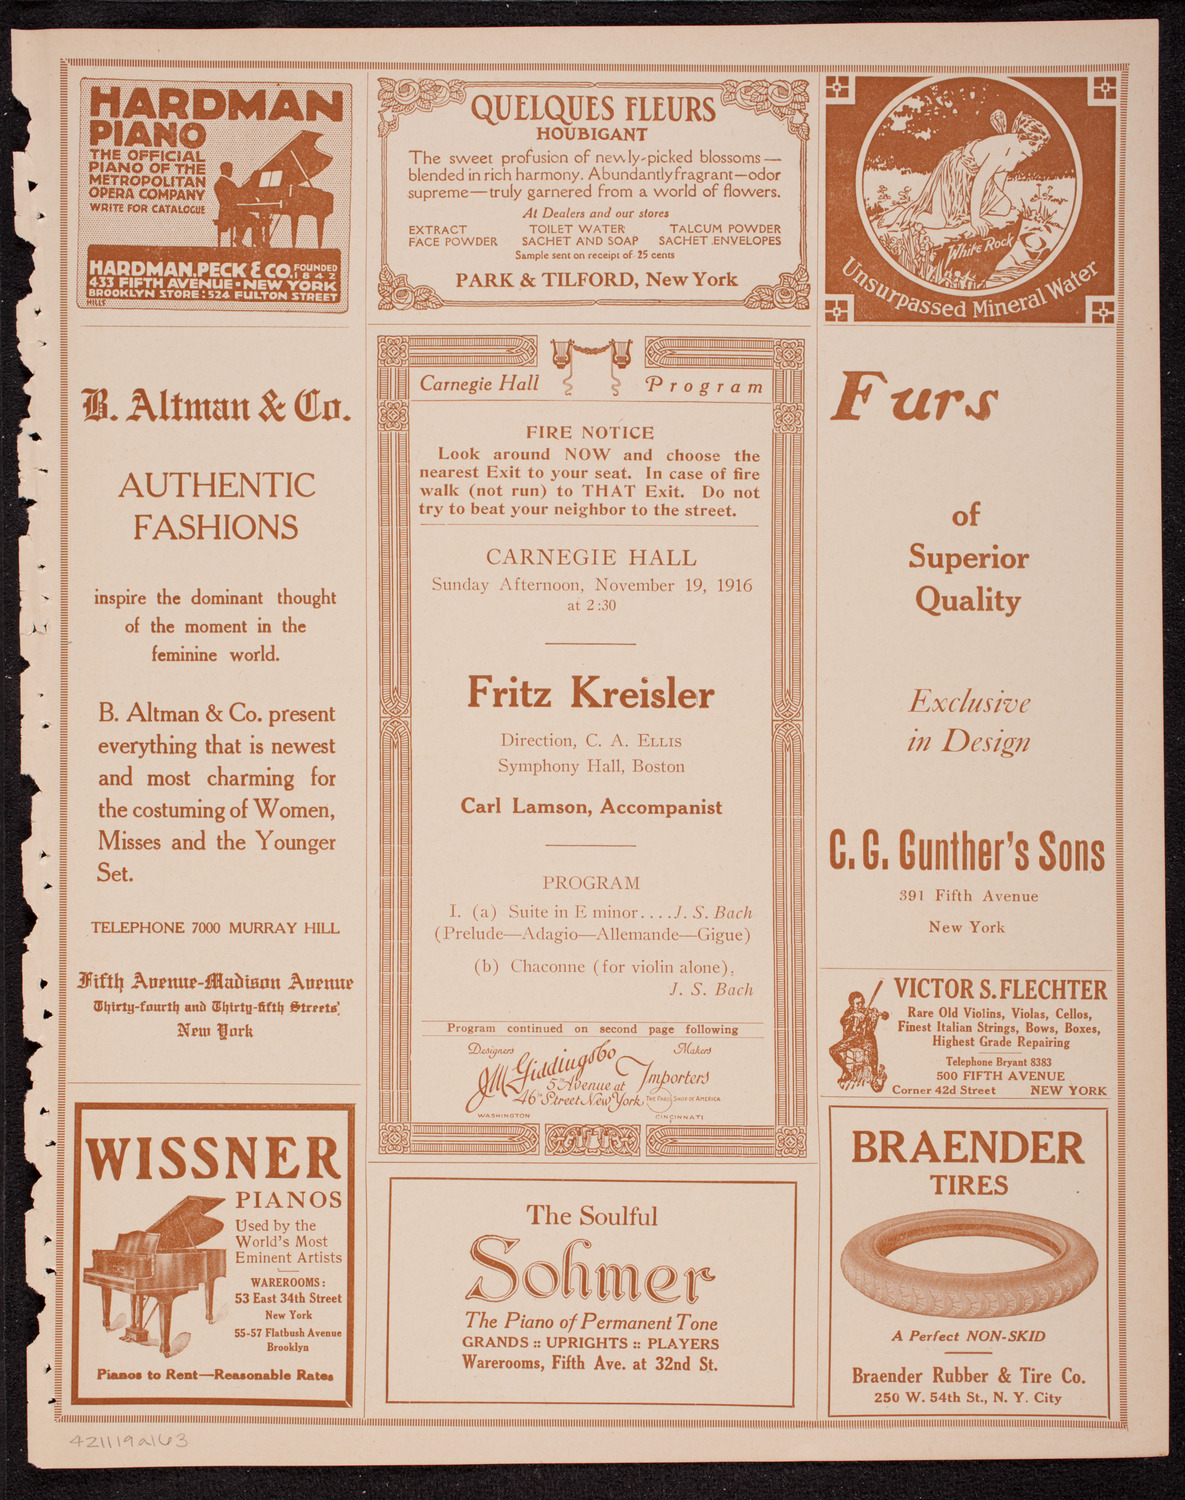 HARDMAN
PIANO
THE OFFICIAL
PIANO OF THE
METROPOLITAN
OPERA COMPANY
WRITE FOR CATALOGUE
HARDMAN, PECK & CO. FOUNDED 1842
433 FIFTH AVENUE · NEW YORK
BROOKLYN STORE: 524 FULTON STREET
HILLS
B. Altman & Co.
AUTHENTIC
FASHIONS
inspire the dominant thought
of the moment in the
feminine world.
B. Altman & Co. present
everything that is newest
and most charming for
the costuming of Women,
Misses and the Younger
Set.
TELEPHONE 7000 MURRAY HILL
Fifth Avenue-Madison Avenue
Thirty-fourth and Thirty-fifth Streets
New York
WISSNER
PIANOS
Used by the
World's Most
Eminent Artists
WAREROOMS:
53 East 34th Street
New York
55-57 Flatbush Avenue
Brooklyn
Pianos to Rent—Reasonable Rates
QUELQUES FLEURS
HOUBIGANT
The sweet profusion of newly-picked blossoms—
blended in rich harmony. Abundantly fragrant—odor
supreme—truly garnered from a world of flowers.
At Dealers and our stores
EXTRACT TOILET WATER TALCUM POWDER
FACE POWDER SACHET AND SOAP SACHET ENVELOPES
Sample sent on receipt of 25 cents
PARK & TILFORD, New York
Carnegie Hall Program
FIRE NOTICE
Look around NOW and choose the
nearest Exit to your seat. In case of fire
walk (not run) to THAT Exit. Do not
try to beat your neighbor to the street.
CARNEGIE HALL
Sunday Afternoon, November 19, 1916
at 2:30
Fritz Kreisler
Direction, C. A. ELLIS
Symphony Hall, Boston
Carl Lamson, Accompanist
PROGRAM
I. (a) Suite in E minor....J. S. Bach
(Prelude—Adagio—Allemande—Gigue)
(b) Chaconne (for violin alone),
J. S. Bach
Program continued on second page following
Designers Makers
J.M. Giddings & Co
5th Avenue at Importers
46th Street New York. THE PARIS SHOP OF AMERICA
WASHINGTON CINCINNATI
The Soulful
Sohmer
The Piano of Permanent Tone
GRANDS :: UPRIGHTS :: PLAYERS
Warerooms, Fifth Ave. at 32nd St.
White Rock
Unsurpassed Mineral Water
Furs
of
Superior
Quality
Exclusive
in Design
C. G. Gunther's Sons
391 Fifth Avenue
New York
VICTOR S. FLECHTER
Rare Old Violins, Violas, Cellos,
Finest Italian Strings, Bows, Boxes,
Highest Grade Repairing
Telephone Bryant 8383
500 FIFTH AVENUE
Corner 42d Street NEW YORK
BRAENDER
TIRES
A Perfect NON-SKID
Braender Rubber & Tire Co.
250 W. 54th St., N. Y. City
421119a163